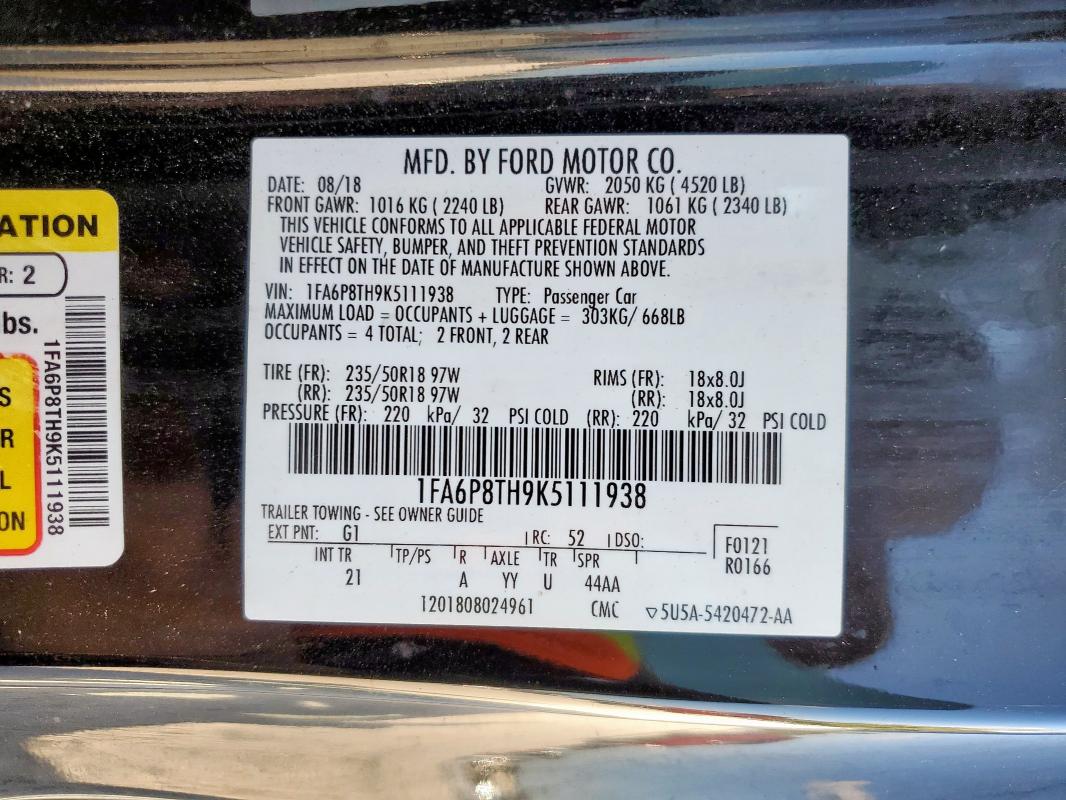 MFD. BY FORD MOTOR CO.
DATE: 08/18 GVWR: 2050 KG ( 4520 LB)
FRONT GAWR: 1016 KG ( 2240 LB) REAR GAWR: 1061 KG ( 2340 LB)
THIS VEHICLE CONFORMS TO ALL APPLICABLE FEDERAL MOTOR
VEHICLE SAFETY, BUMPER, AND THEFT PREVENTION STANDARDS
IN EFFECT ON THE DATE OF MANUFACTURE SHOWN ABOVE.
VIN: 1FA6P8TH9K5111938 TYPE: Passenger Car
MAXIMUM LOAD = OCCUPANTS + LUGGAGE = 303KG/ 668LB
OCCUPANTS = 4 TOTAL; 2 FRONT, 2 REAR
TIRE (FR): 235/50R18 97W RIMS (FR): 18x8.0J
(RR): 235/50R18 97W (RR): 18x8.0J
PRESSURE (FR): 220 kPa/ 32 PSI COLD (RR): 220 kPa/ 32 PSI COLD
1FA6P8TH9K5111938
TRAILER TOWING - SEE OWNER GUIDE
EXT PNT: G1 RC: 52 DSO:
F0121
R0166
INT TR TP/PS R AXLE TR SPR
21 A YY U 44AA
1201808024961 CMC ▽5U5A-5420472-AA
ATION
R: 2
bs.
1FA6P8TH9K5111938
S
R
L
ON